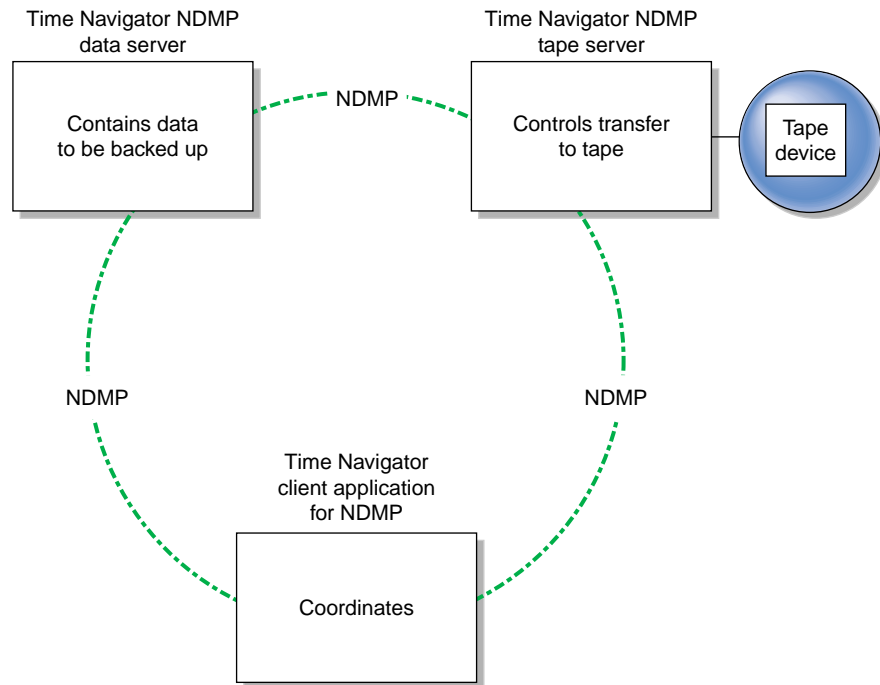 Time Navigator NDMP
data server
Time Navigator NDMP
tape server
NDMP
Contains data
to be backed up
Controls transfer
to tape
Tape
device
NDMP
NDMP
Time Navigator
client application
for NDMP
Coordinates